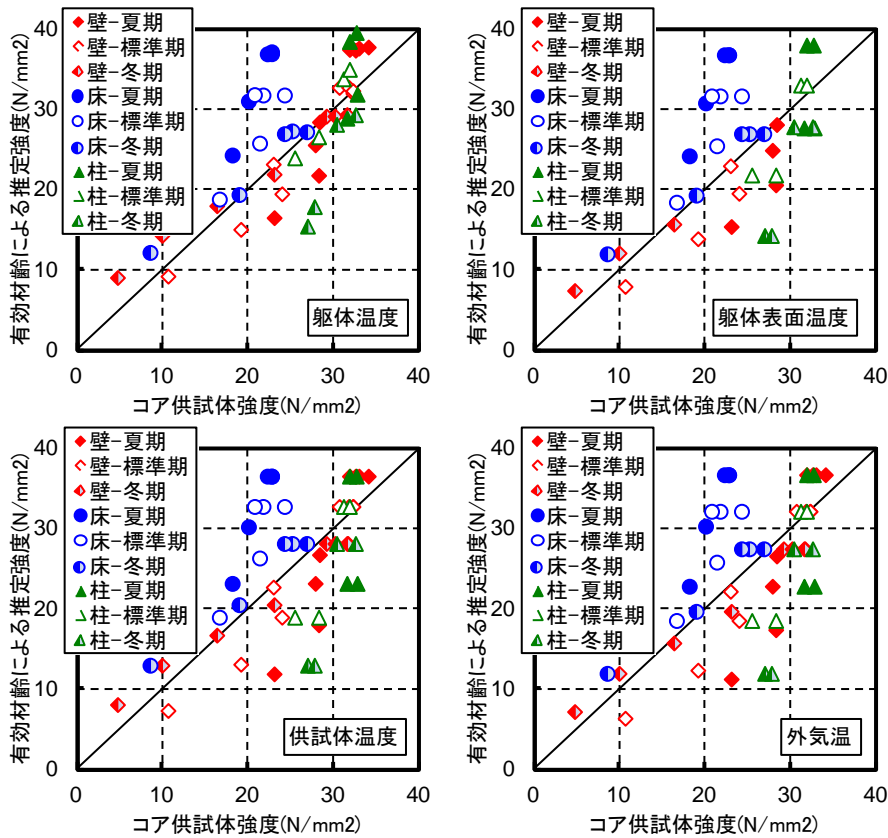 有効材齢による推定強度(N/mm2)
40
30
20
10
0
壁-夏期
壁-標準期
壁-冬期
床-夏期
床-標準期
床-冬期
柱-夏期
柱-標準期
柱-冬期
躯体温度
0 10 20 30 40
コア供試体強度(N/mm2)
有効材齢による推定強度(N/mm2)
40
30
20
10
0
壁-夏期
壁-標準期
壁-冬期
床-夏期
床-標準期
床-冬期
柱-夏期
柱-標準期
柱-冬期
躯体表面温度
0 10 20 30 40
コア供試体強度(N/mm2)
有効材齢による推定強度(N/mm2)
40
30
20
10
0
壁-夏期
壁-標準期
壁-冬期
床-夏期
床-標準期
床-冬期
柱-夏期
柱-標準期
柱-冬期
供試体温度
0 10 20 30 40
コア供試体強度(N/mm2)
有効材齢による推定強度(N/mm2)
40
30
20
10
0
壁-夏期
壁-標準期
壁-冬期
床-夏期
床-標準期
床-冬期
柱-夏期
柱-標準期
柱-冬期
外気温
0 10 20 30 40
コア供試体強度(N/mm2)